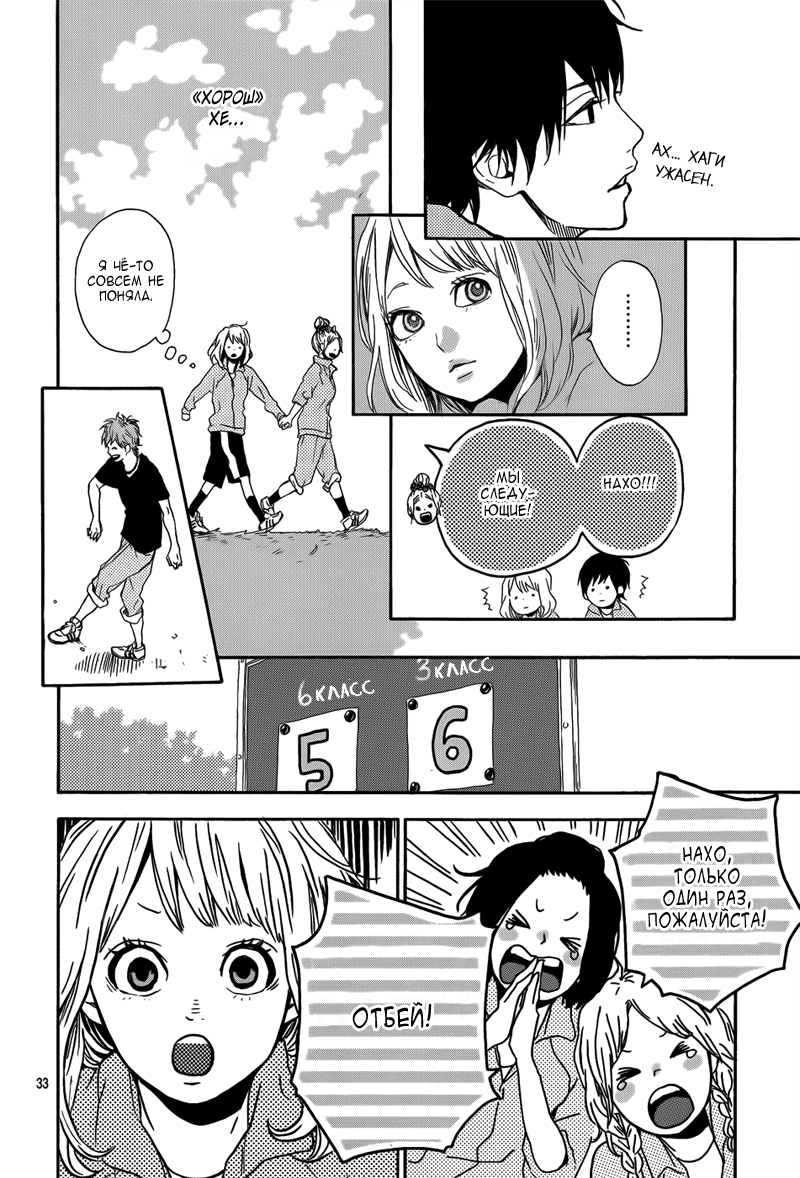 АХ... ХАГИ
УЖАСЕН.
.......
НАХО!!!
МЫ
СЛЕДУ-
ЮЩИЕ!
«ХОРОШ»
ХЕ...
Я ЧЁ-ТО
СОВСЕМ НЕ
ПОНЯЛА.
3 КЛАСС
6
6 КЛАСС
5
НАХО,
ТОЛЬКО
ОДИН РАЗ,
ПОЖАЛУЙСТА!
ОТБЕЙ!
33